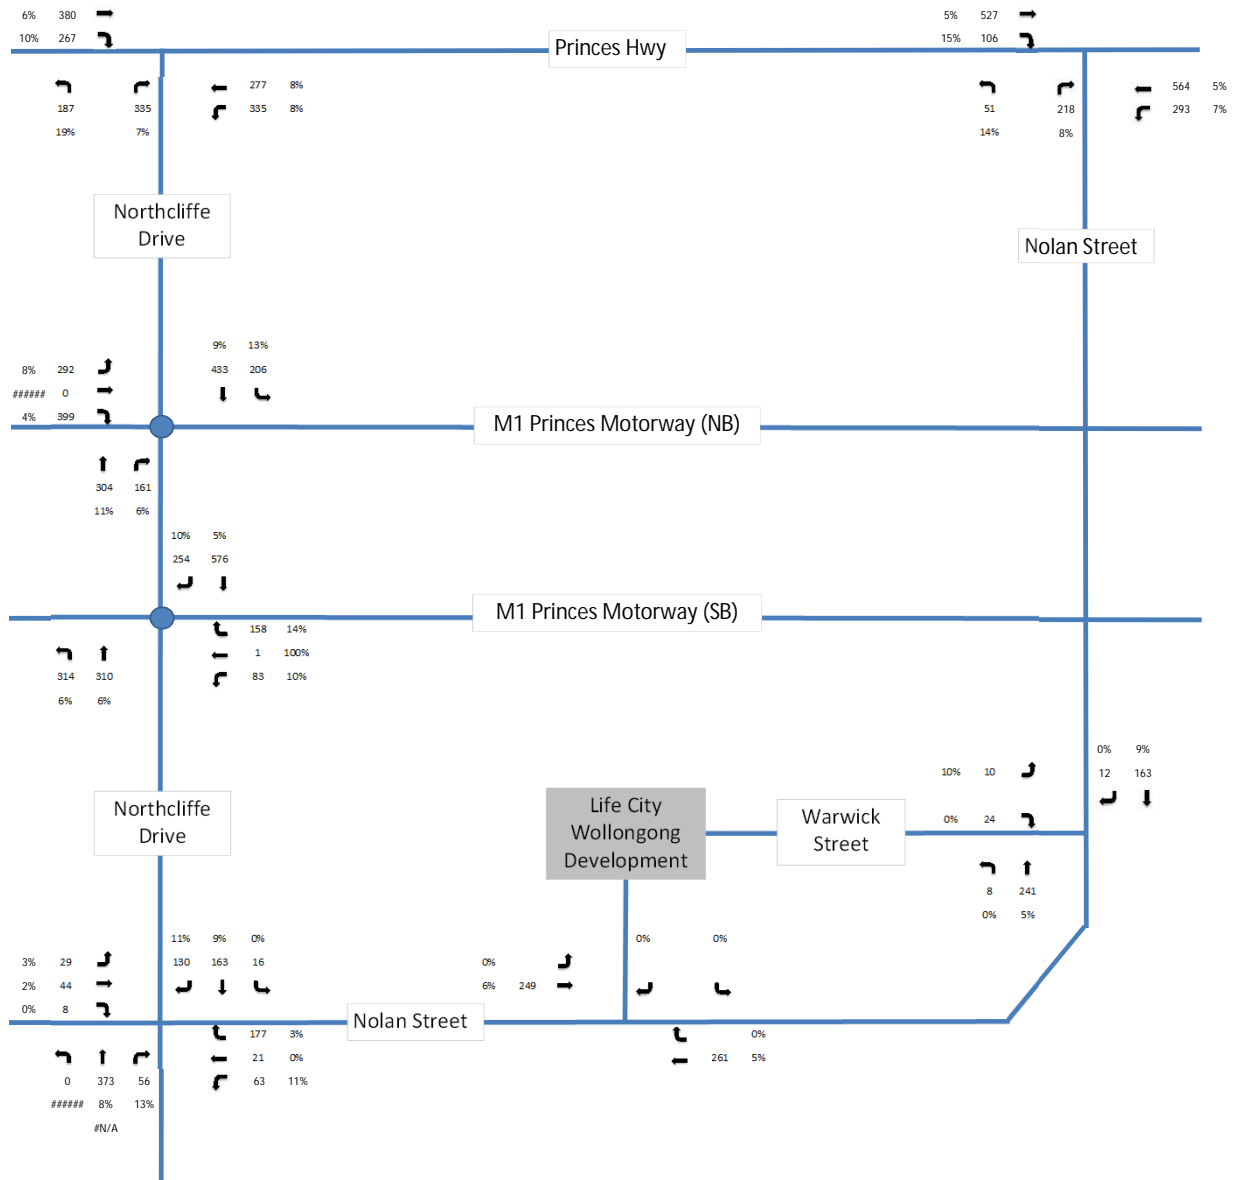 6% 380
10% 267
5% 527
15% 106
Princes Hwy
277 8%
335 8%
187 335
19% 7%
564 5%
293 7%
51 218
14% 8%
Northcliffe
Drive
Nolan Street
9% 13%
433 206
8% 292
###### 0
4% 399
M1 Princes Motorway (NB)
304 161
11% 6%
10% 5%
254 576
M1 Princes Motorway (SB)
158 14%
1 100%
83 10%
314 310
6% 6%
0% 9%
12 163
10% 10
0% 24
Northcliffe
Drive
Life City
Wollongong
Development
Warwick
Street
8 241
0% 5%
11% 9% 0%
130 163 16
3% 29
2% 44
0% 8
0% 0%
0%
6% 249
Nolan Street
177 3%
21 0%
63 11%
0%
261 5%
0 373 56
###### 8% 13%
#N/A